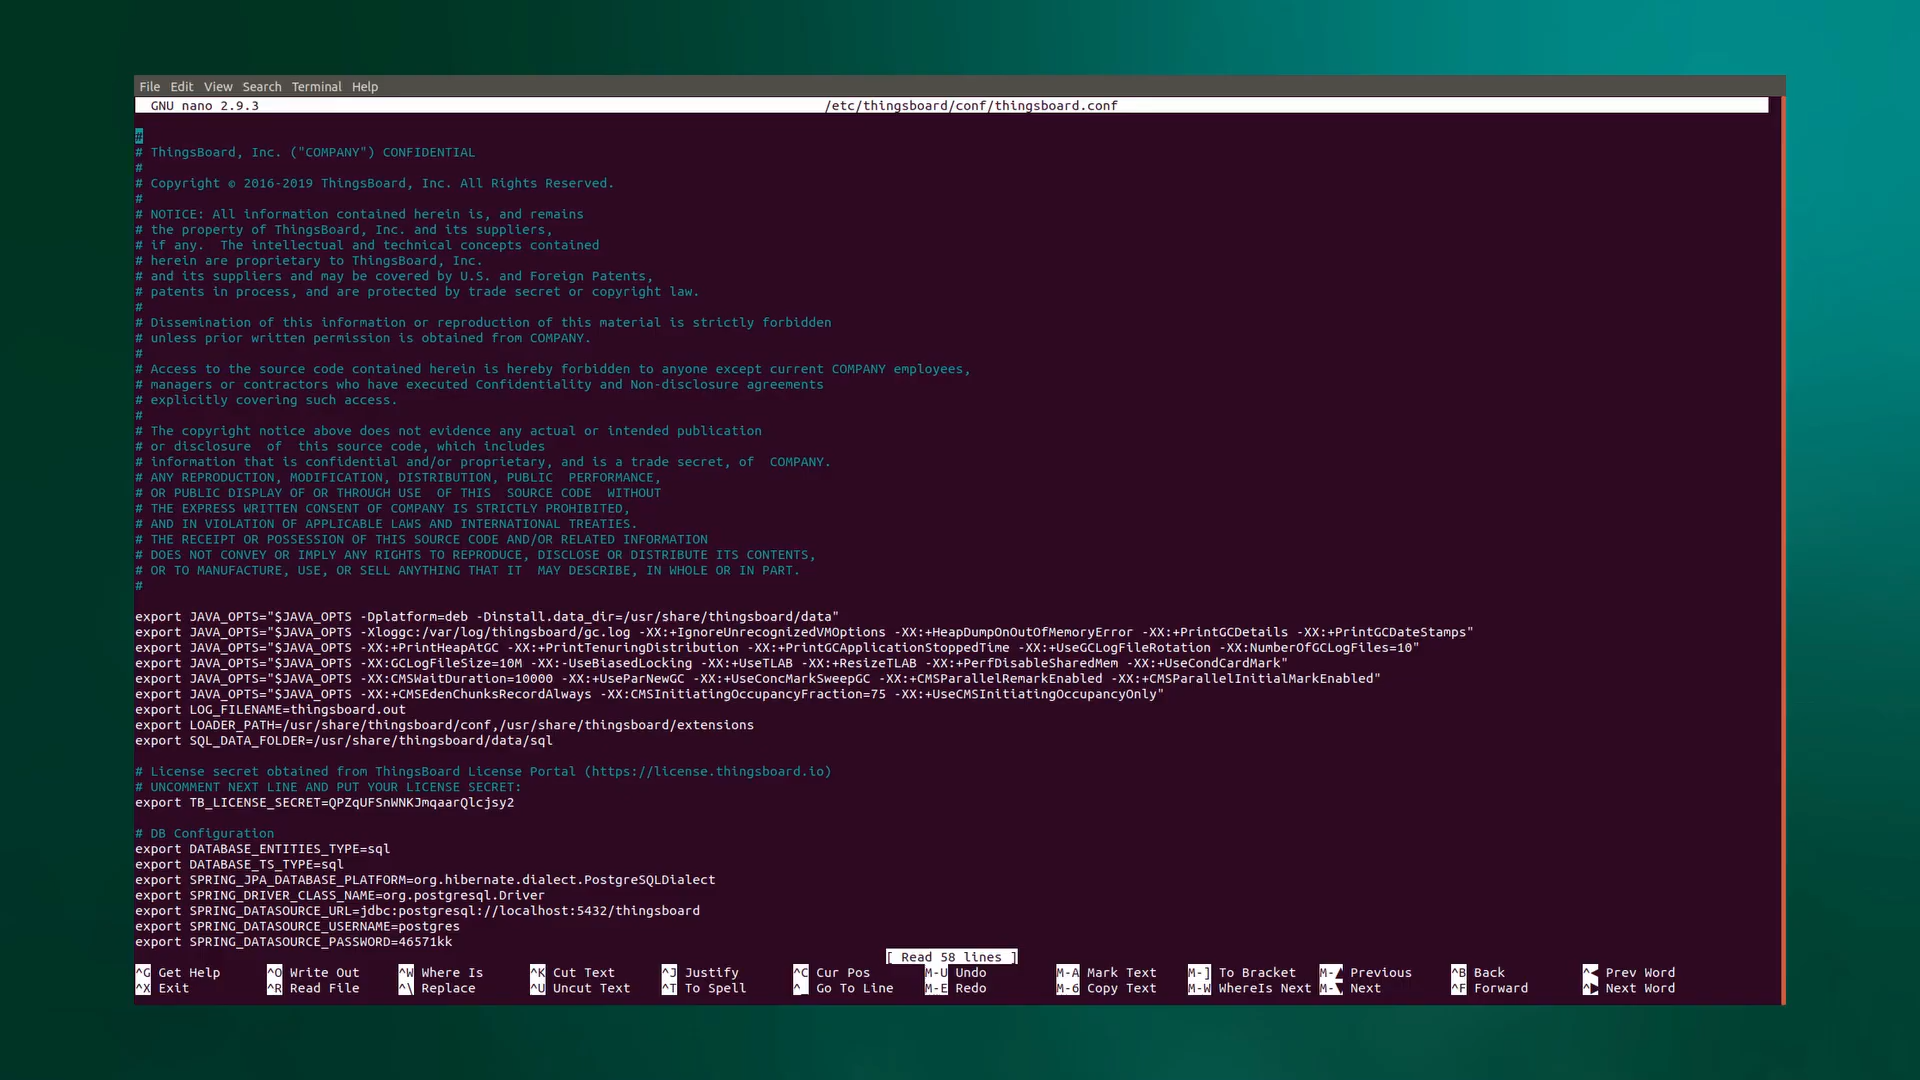 File Edit View Search Terminal Help
GNU nano 2.9.3 /etc/thingsboard/conf/thingsboard.conf
#
# ThingsBoard, Inc. ("COMPANY") CONFIDENTIAL
#
# Copyright © 2016-2019 ThingsBoard, Inc. All Rights Reserved.
#
# NOTICE: All information contained herein is, and remains
# the property of ThingsBoard, Inc. and its suppliers,
# if any.  The intellectual and technical concepts contained
# herein are proprietary to ThingsBoard, Inc.
# and its suppliers and may be covered by U.S. and Foreign Patents,
# patents in process, and are protected by trade secret or copyright law.
#
# Dissemination of this information or reproduction of this material is strictly forbidden
# unless prior written permission is obtained from COMPANY.
#
# Access to the source code contained herein is hereby forbidden to anyone except current COMPANY employees,
# managers or contractors who have executed Confidentiality and Non-disclosure agreements
# explicitly covering such access.
#
# The copyright notice above does not evidence any actual or intended publication
# or disclosure  of  this source code, which includes
# information that is confidential and/or proprietary, and is a trade secret, of  COMPANY.
# ANY REPRODUCTION, MODIFICATION, DISTRIBUTION, PUBLIC  PERFORMANCE,
# OR PUBLIC DISPLAY OF OR THROUGH USE  OF THIS  SOURCE CODE  WITHOUT
# THE EXPRESS WRITTEN CONSENT OF COMPANY IS STRICTLY PROHIBITED,
# AND IN VIOLATION OF APPLICABLE LAWS AND INTERNATIONAL TREATIES.
# THE RECEIPT OR POSSESSION OF THIS SOURCE CODE AND/OR RELATED INFORMATION
# DOES NOT CONVEY OR IMPLY ANY RIGHTS TO REPRODUCE, DISCLOSE OR DISTRIBUTE ITS CONTENTS,
# OR TO MANUFACTURE, USE, OR SELL ANYTHING THAT IT  MAY DESCRIBE, IN WHOLE OR IN PART.
#
export JAVA_OPTS="$JAVA_OPTS -Dplatform=deb -Dinstall.data_dir=/usr/share/thingsboard/data"
export JAVA_OPTS="$JAVA_OPTS -Xloggc:/var/log/thingsboard/gc.log -XX:+IgnoreUnrecognizedVMOptions -XX:+HeapDumpOnOutOfMemoryError -XX:+PrintGCDetails -XX:+PrintGCDateStamps"
export JAVA_OPTS="$JAVA_OPTS -XX:+PrintHeapAtGC -XX:+PrintTenuringDistribution -XX:+PrintGCApplicationStoppedTime -XX:+UseGCLogFileRotation -XX:NumberOfGCLogFiles=10"
export JAVA_OPTS="$JAVA_OPTS -XX:GCLogFileSize=10M -XX:-UseBiasedLocking -XX:+UseTLAB -XX:+ResizeTLAB -XX:+PerfDisableSharedMem -XX:+UseCondCardMark"
export JAVA_OPTS="$JAVA_OPTS -XX:CMSWaitDuration=10000 -XX:+UseParNewGC -XX:+UseConcMarkSweepGC -XX:+CMSParallelRemarkEnabled -XX:+CMSParallelInitialMarkEnabled"
export JAVA_OPTS="$JAVA_OPTS -XX:+CMSEdenChunksRecordAlways -XX:CMSInitiatingOccupancyFraction=75 -XX:+UseCMSInitiatingOccupancyOnly"
export LOG_FILENAME=thingsboard.out
export LOADER_PATH=/usr/share/thingsboard/conf,/usr/share/thingsboard/extensions
export SQL_DATA_FOLDER=/usr/share/thingsboard/data/sql
# License secret obtained from ThingsBoard License Portal (https://license.thingsboard.io)
# UNCOMMENT NEXT LINE AND PUT YOUR LICENSE SECRET:
export TB_LICENSE_SECRET=QPZqUFSnWNKJmqaarQlcjsy2
# DB Configuration
export DATABASE_ENTITIES_TYPE=sql
export DATABASE_TS_TYPE=sql
export SPRING_JPA_DATABASE_PLATFORM=org.hibernate.dialect.PostgreSQLDialect
export SPRING_DRIVER_CLASS_NAME=org.postgresql.Driver
export SPRING_DATASOURCE_URL=jdbc:postgresql://localhost:5432/thingsboard
export SPRING_DATASOURCE_USERNAME=postgres
export SPRING_DATASOURCE_PASSWORD=46571kk
[ Read 58 lines ]
^G Get Help ^O Write Out ^W Where Is ^K Cut Text ^J Justify ^C Cur Pos M-U Undo M-A Mark Text M-] To Bracket M-▲ Previous ^B Back ^◀ Prev Word
^X Exit ^R Read File ^\ Replace ^U Uncut Text ^T To Spell ^_ Go To Line M-E Redo M-6 Copy Text M-W WhereIs Next M-▼ Next ^F Forward ^▶ Next Word